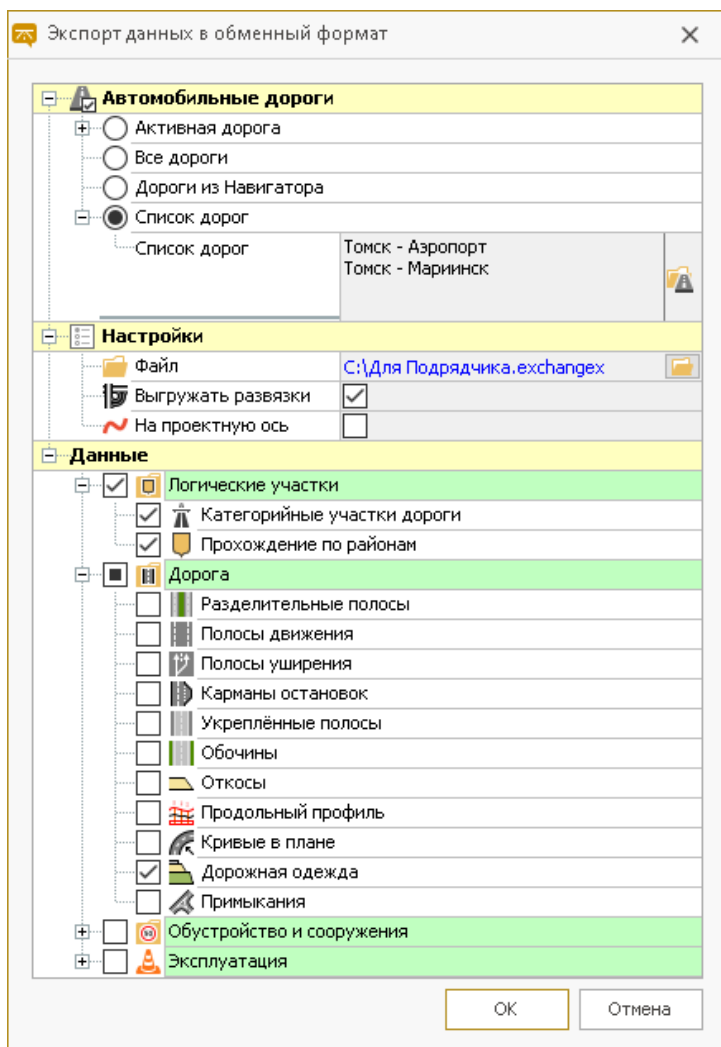 Экспорт данных в обменный формат
Автомобильные дороги
Активная дорога
Все дороги
Дороги из Навигатора
Список дорог
Список дорог
Томск - Аэропорт
Томск - Мариинск
Настройки
Файл
C:\Для Подрядчика.exchangex
Выгружать развязки
На проектную ось
Данные
Логические участки
Категорийные участки дороги
Прохождение по районам
Дорога
Разделительные полосы
Полосы движения
Полосы уширения
Карманы остановок
Укреплённые полосы
Обочины
Откосы
Продольный профиль
Кривые в плане
Дорожная одежда
Примыкания
Обустройство и сооружения
Эксплуатация
ОК
Отмена